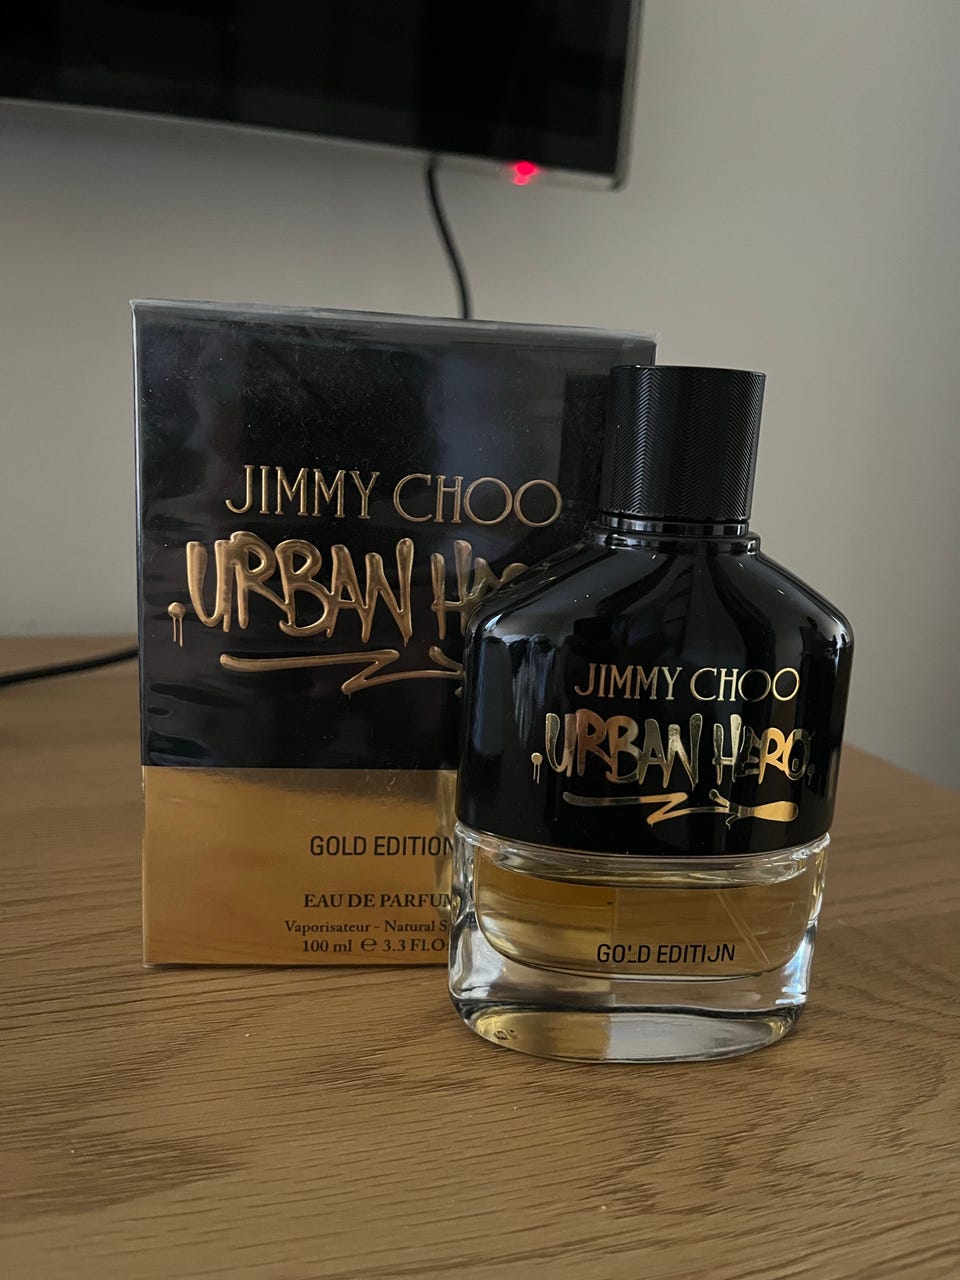 JIMMY CHOO
URBAN HER
GOLD EDITION
EAU DE PARFUM
Vaporisateur - Natural S
100 ml ℮ 3.3 Fl.O
JIMMY CHOO
URBAN HERO
GOLD EDITION